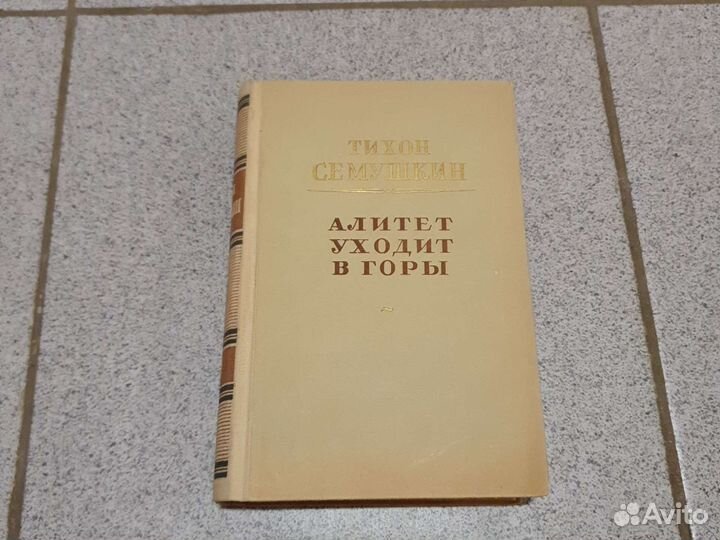 ТИХОН
СЕМУШКИН
АЛИТЕТ
УХОДИТ
В ГОРЫ
Avito